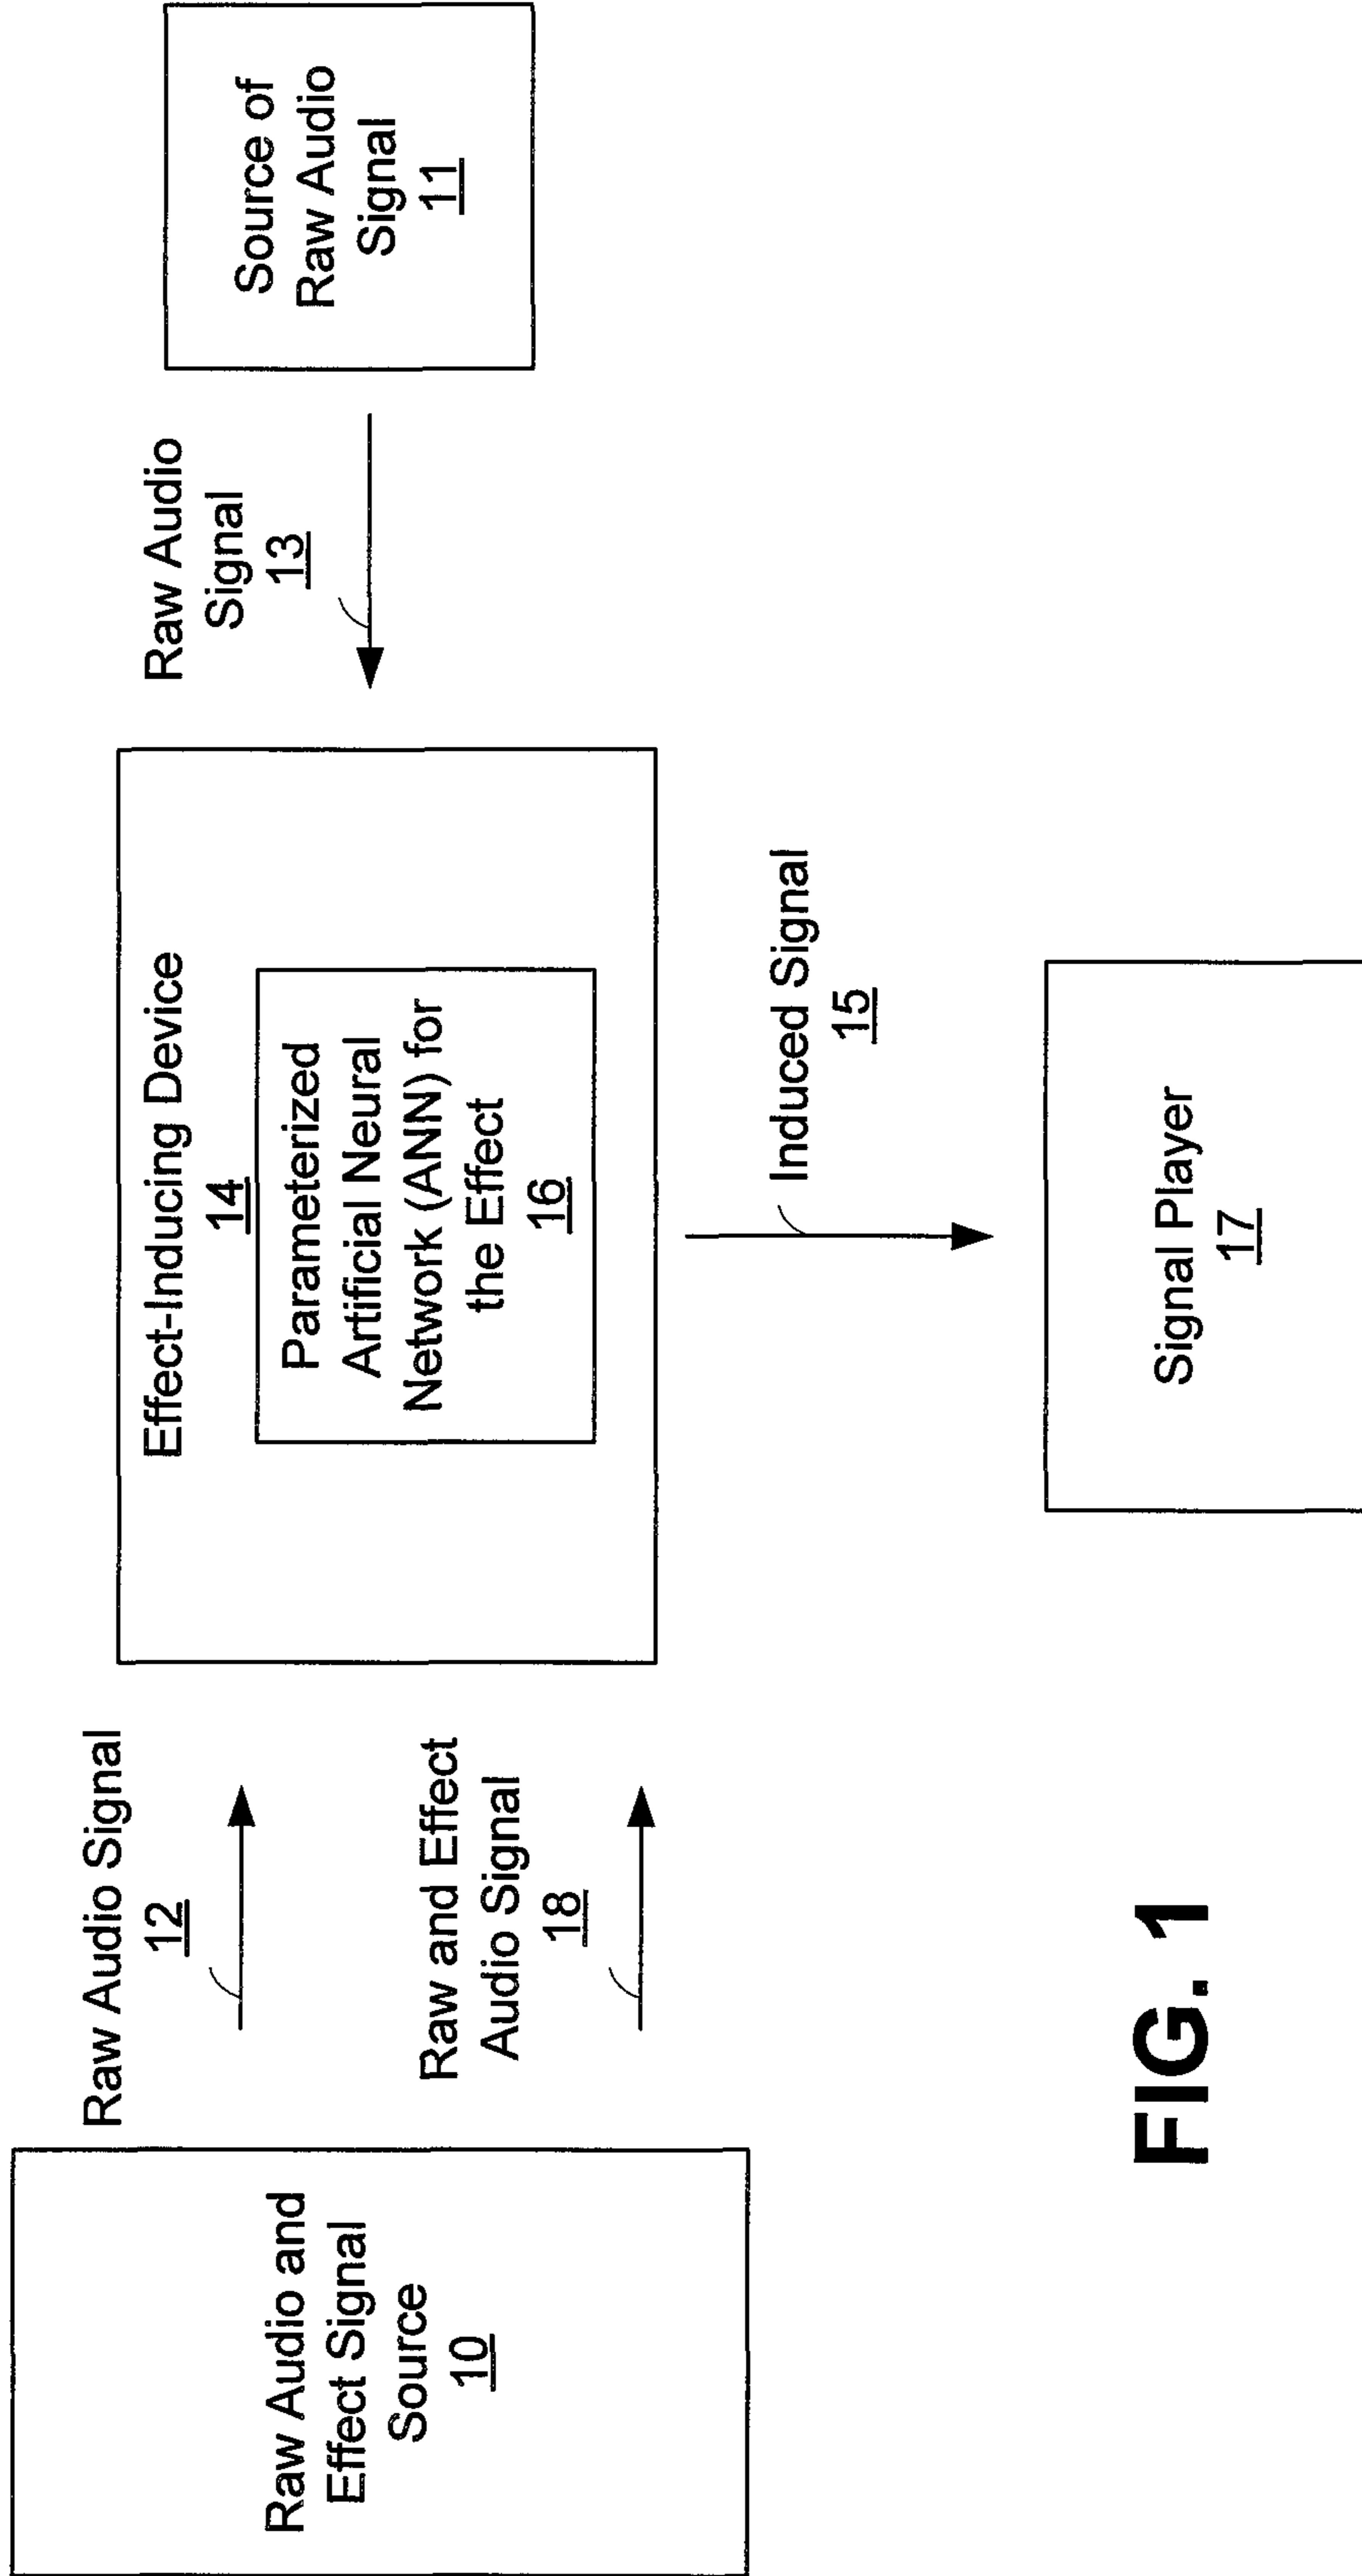 Raw Audio and
Effect Signal
Source
10
Raw Audio Signal
12
Raw and Effect
Audio Signal
18
Effect-Inducing Device
14
Parameterized
Artificial Neural
Network (ANN) for
the Effect
16
Raw Audio
Signal
13
Source of
Raw Audio
Signal
11
Induced Signal
15
Signal Player
17
FIG. 1